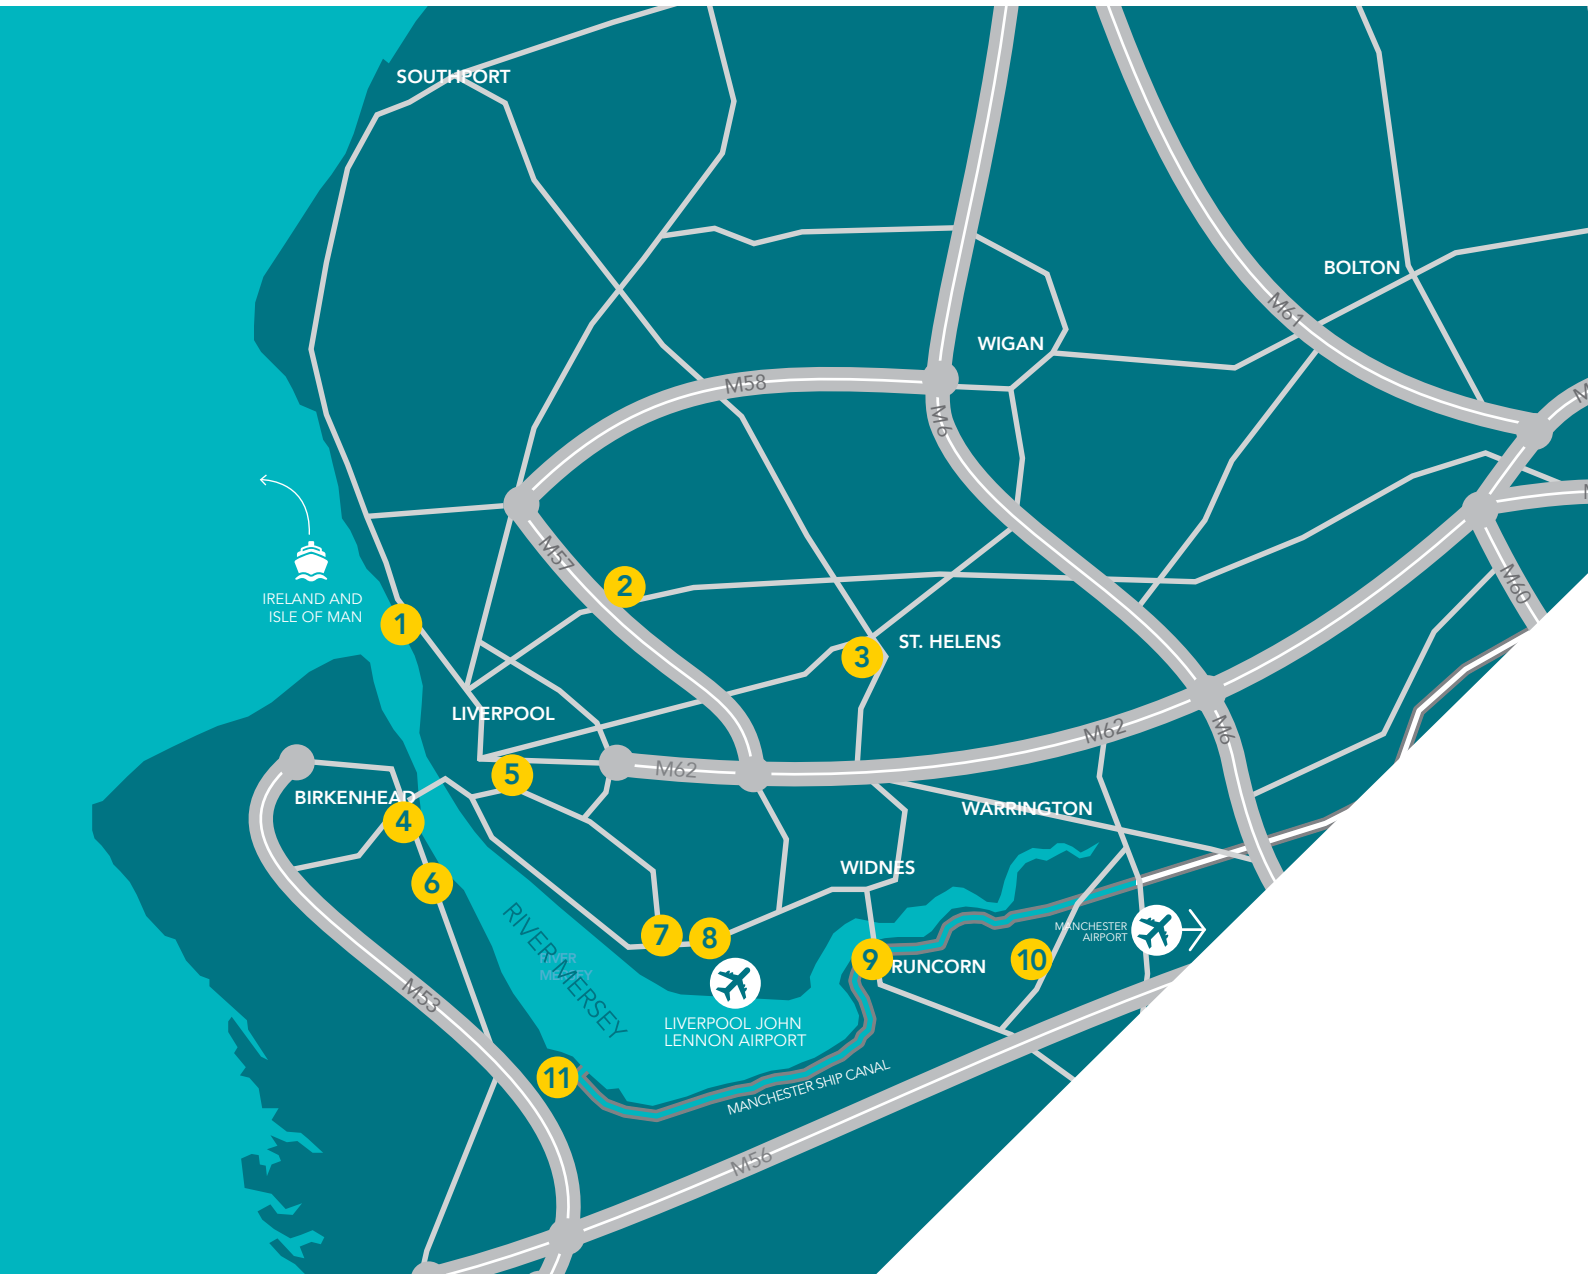 SOUTHPORT
BOLTON
M61
WIGAN
M58
M6
M57
2
IRELAND AND
ISLE OF MAN
1
M60
ST. HELENS
3
LIVERPOOL
M62
M6
M62
5
BIRKENHEAD
4
WARRINGTON
WIDNES
6
RIVER MERSEY
RIVER
MERSEY
7
8
9
RUNCORN
10
MANCHESTER
AIRPORT
M53
LIVERPOOL JOHN
LENNON AIRPORT
11
MANCHESTER SHIP CANAL
M56